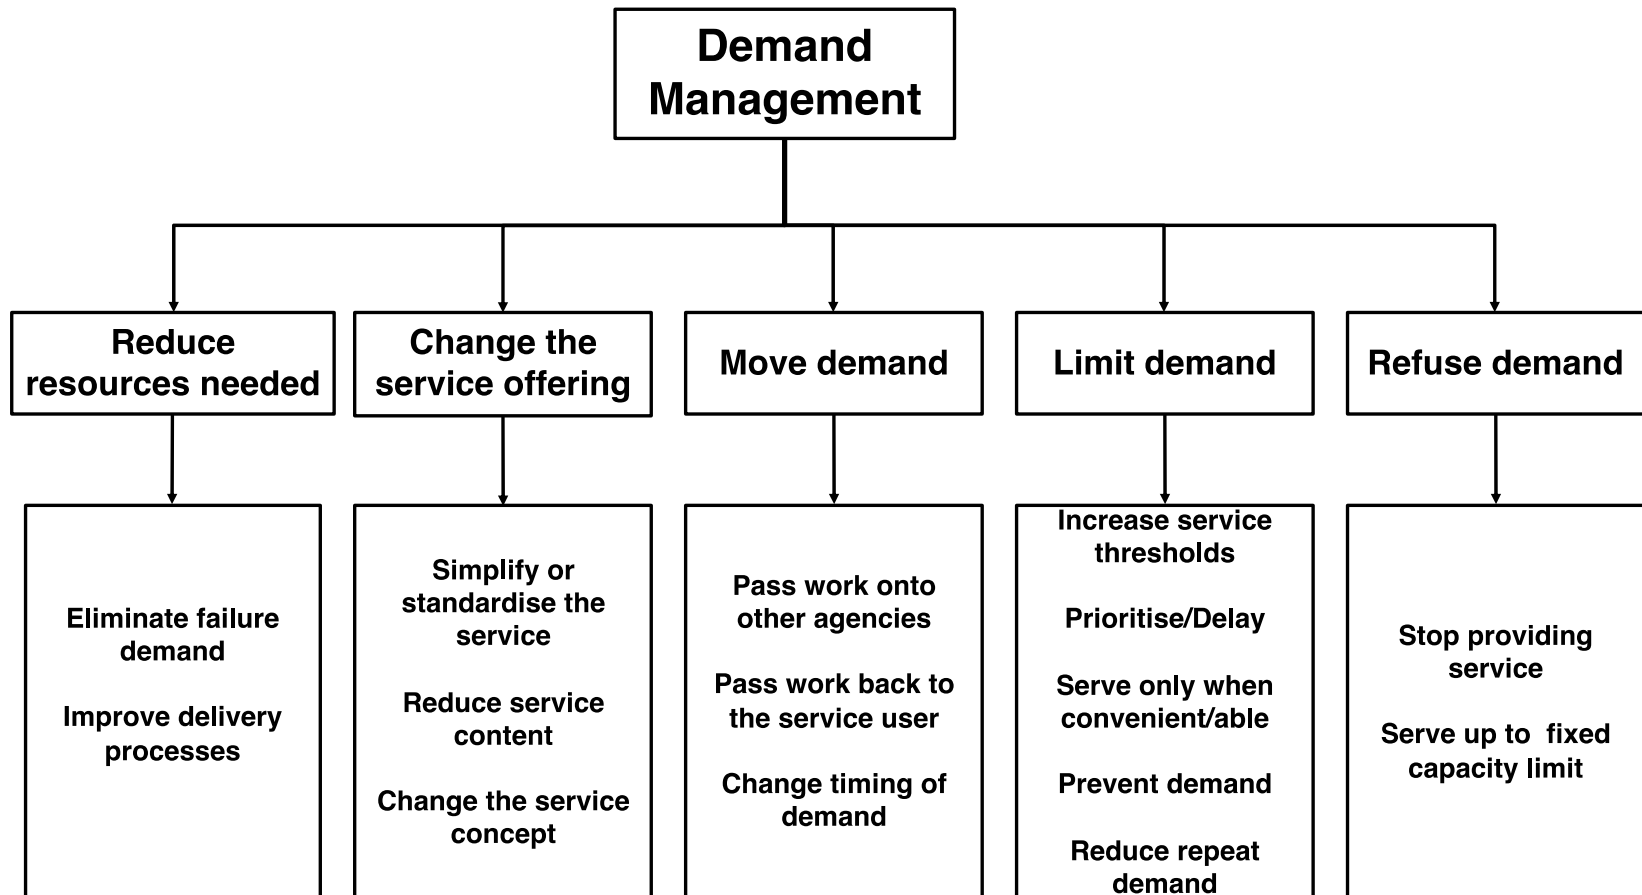 Demand
Management
Reduce
resources needed
Change the
service offering
Move demand
Limit demand
Refuse demand
Eliminate failure
demand
Improve delivery
processes
Simplify or
standardise the
service
Reduce service
content
Change the service
concept
Pass work onto
other agencies
Pass work back to
the service user
Change timing of
demand
Increase service
thresholds
Prioritise/Delay
Serve only when
convenient/able
Prevent demand
Reduce repeat
demand
Stop providing
service
Serve up to  fixed
capacity limit